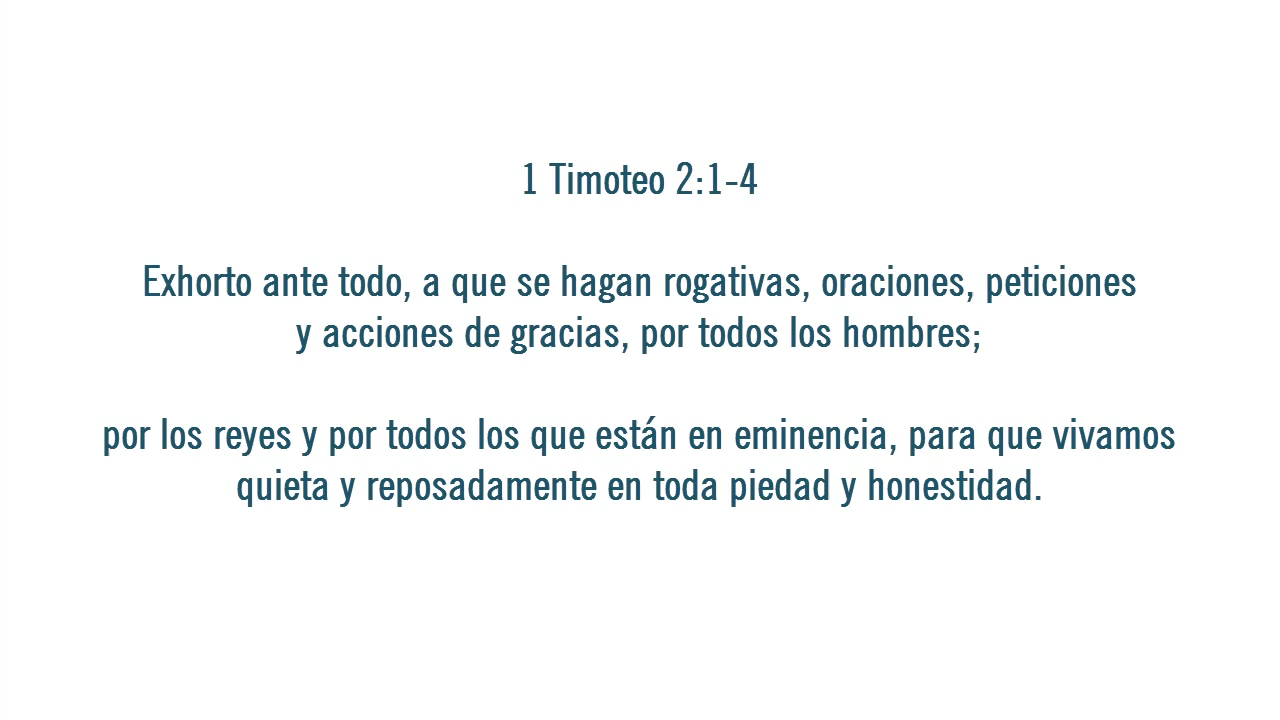 1 Timoteo 2:1-4
Exhorto ante todo, a que se hagan rogativas, oraciones, peticiones
y acciones de gracias, por todos los hombres;
por los reyes y por todos los que están en eminencia, para que vivamos
quieta y reposadamente en toda piedad y honestidad.